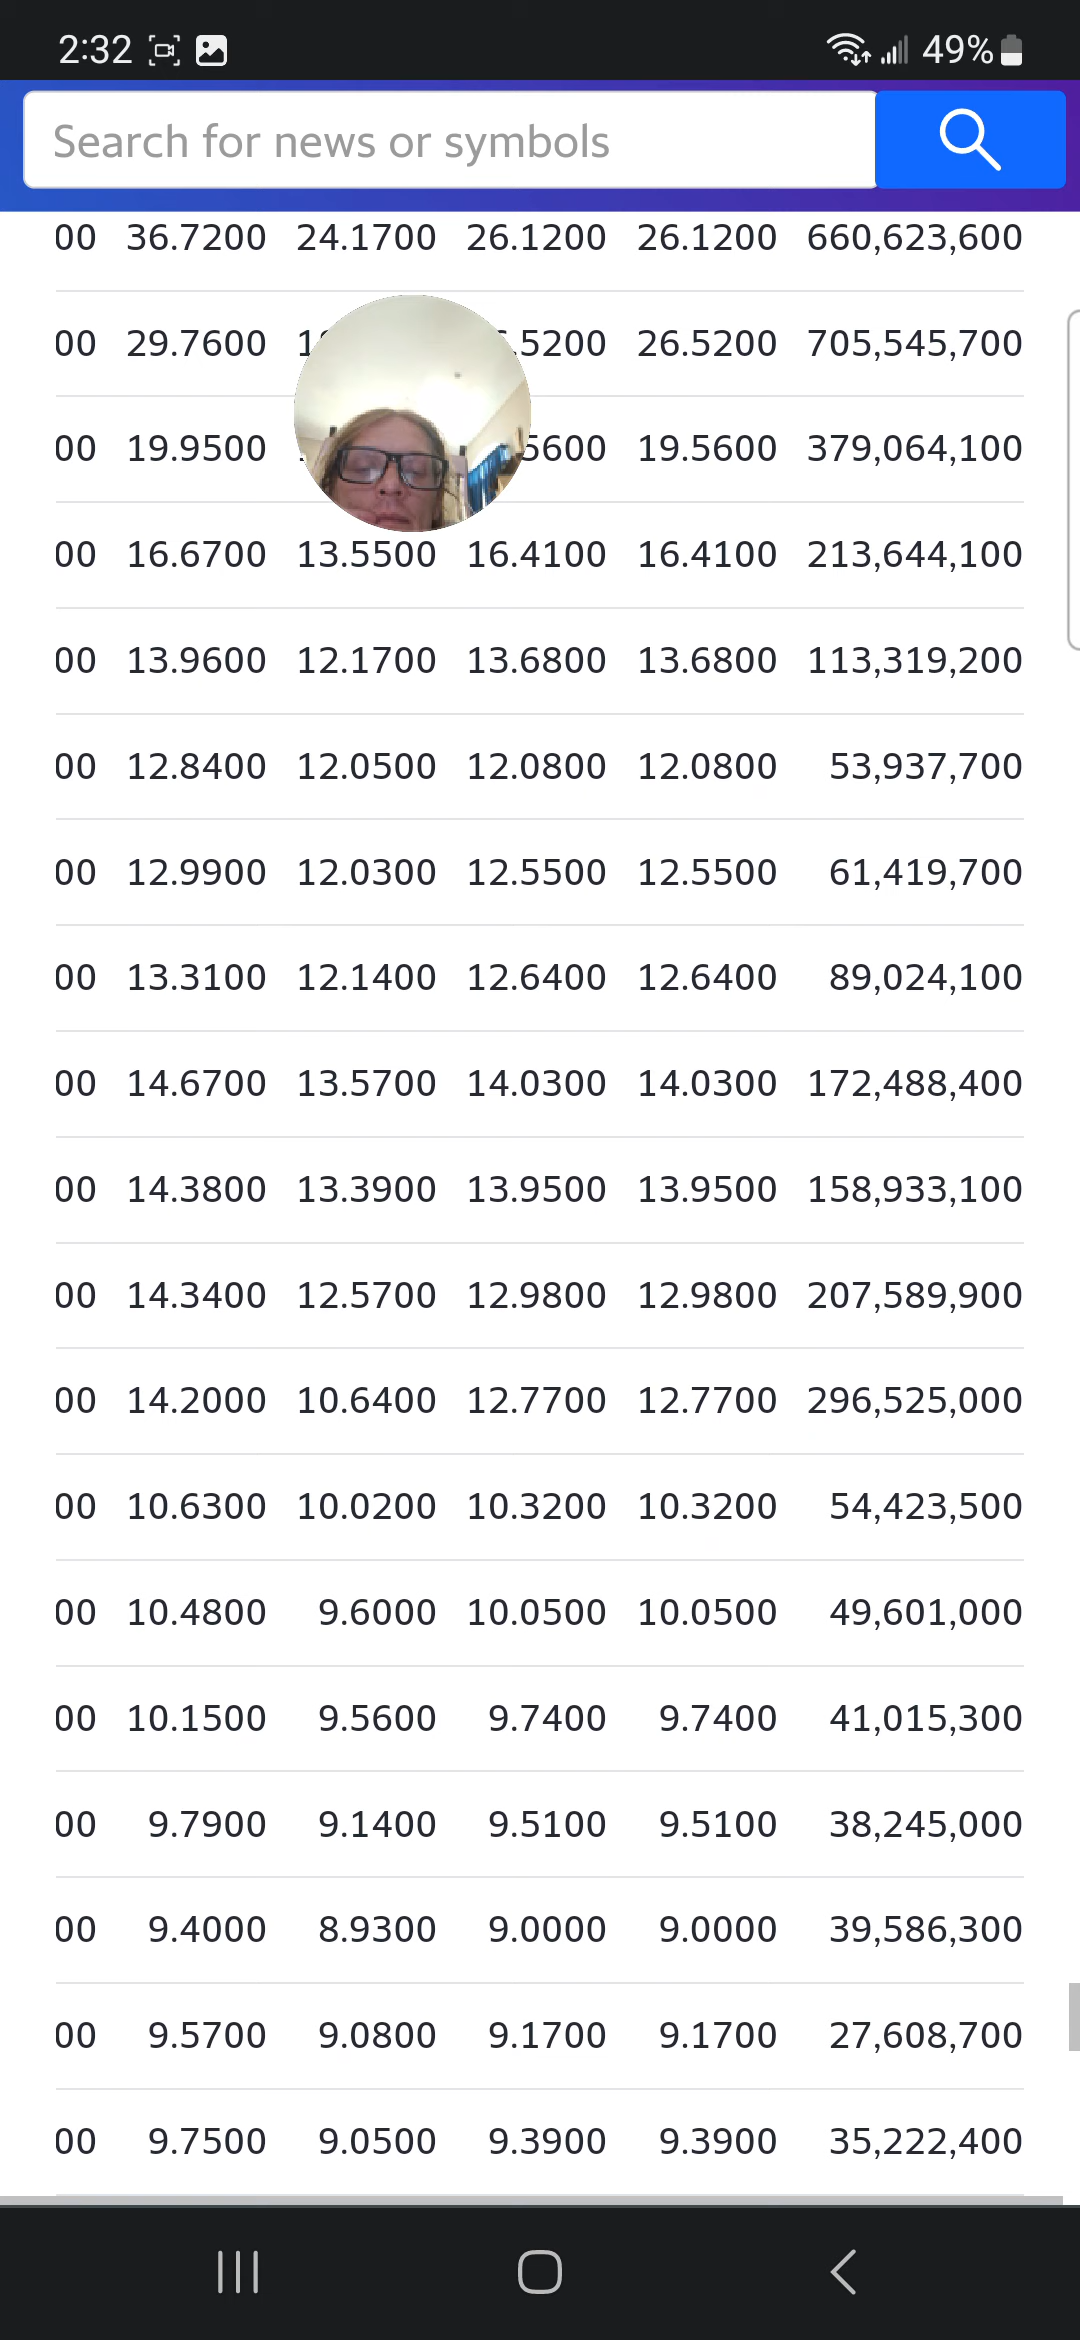 2:32 49%
Search for news or symbols
00 36.7200 24.1700 26.1200 26.1200 660,623,600
00 29.7600 26.5200 705,545,700
00 19.9500 19.5600 379,064,100
00 16.6700 13.5500 16.4100 16.4100 213,644,100
00 13.9600 12.1700 13.6800 13.6800 113,319,200
00 12.8400 12.0500 12.0800 12.0800 53,937,700
00 12.9900 12.0300 12.5500 12.5500 61,419,700
00 13.3100 12.1400 12.6400 12.6400 89,024,100
00 14.6700 13.5700 14.0300 14.0300 172,488,400
00 14.3800 13.3900 13.9500 13.9500 158,933,100
00 14.3400 12.5700 12.9800 12.9800 207,589,900
00 14.2000 10.6400 12.7700 12.7700 296,525,000
00 10.6300 10.0200 10.3200 10.3200 54,423,500
00 10.4800 9.6000 10.0500 10.0500 49,601,000
00 10.1500 9.5600 9.7400 9.7400 41,015,300
00 9.7900 9.1400 9.5100 9.5100 38,245,000
00 9.4000 8.9300 9.0000 9.0000 39,586,300
00 9.5700 9.0800 9.1700 9.1700 27,608,700
00 9.7500 9.0500 9.3900 9.3900 35,222,400